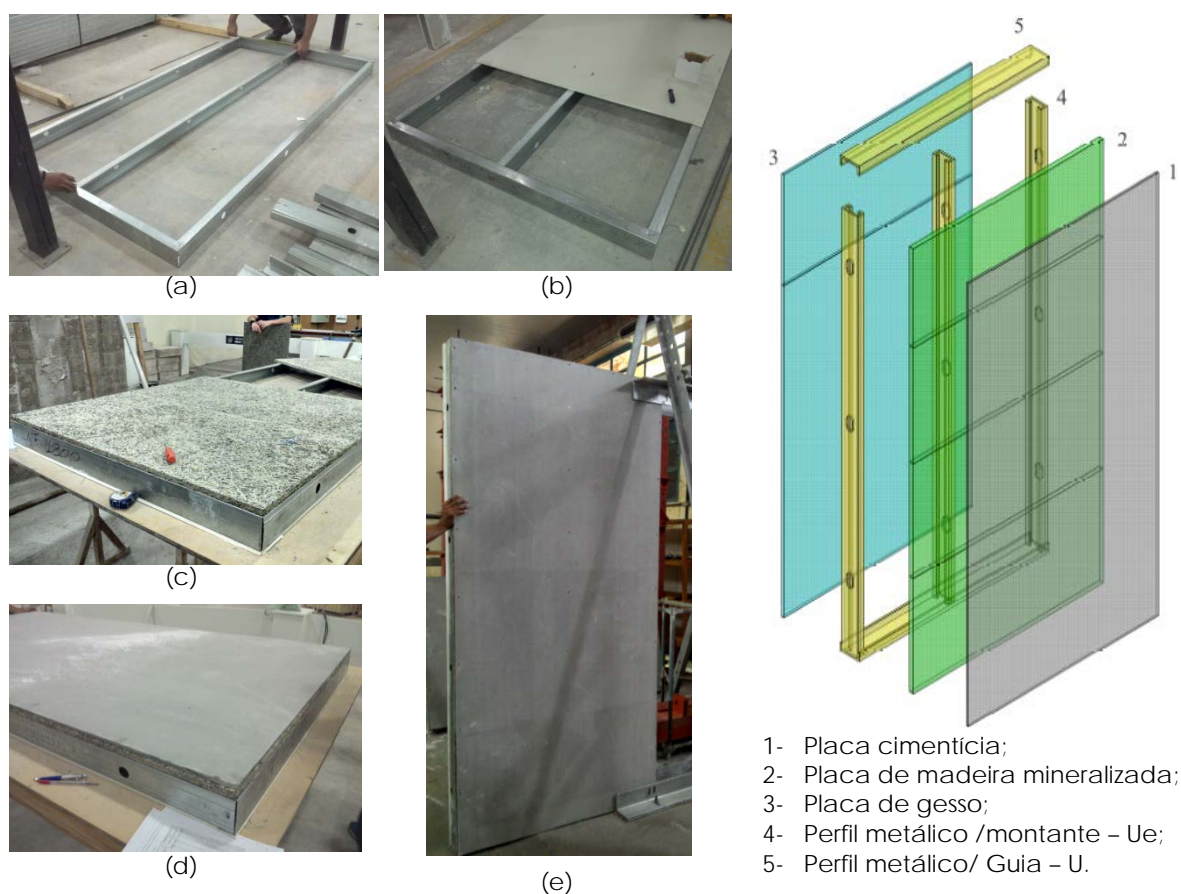 (a)
(b)
(c)
(d)
(e)
5
4
3
2
1
1- Placa cimentícia;
2- Placa de madeira mineralizada;
3- Placa de gesso;
4- Perfil metálico /montante – Ue;
5- Perfil metálico/ Guia – U.